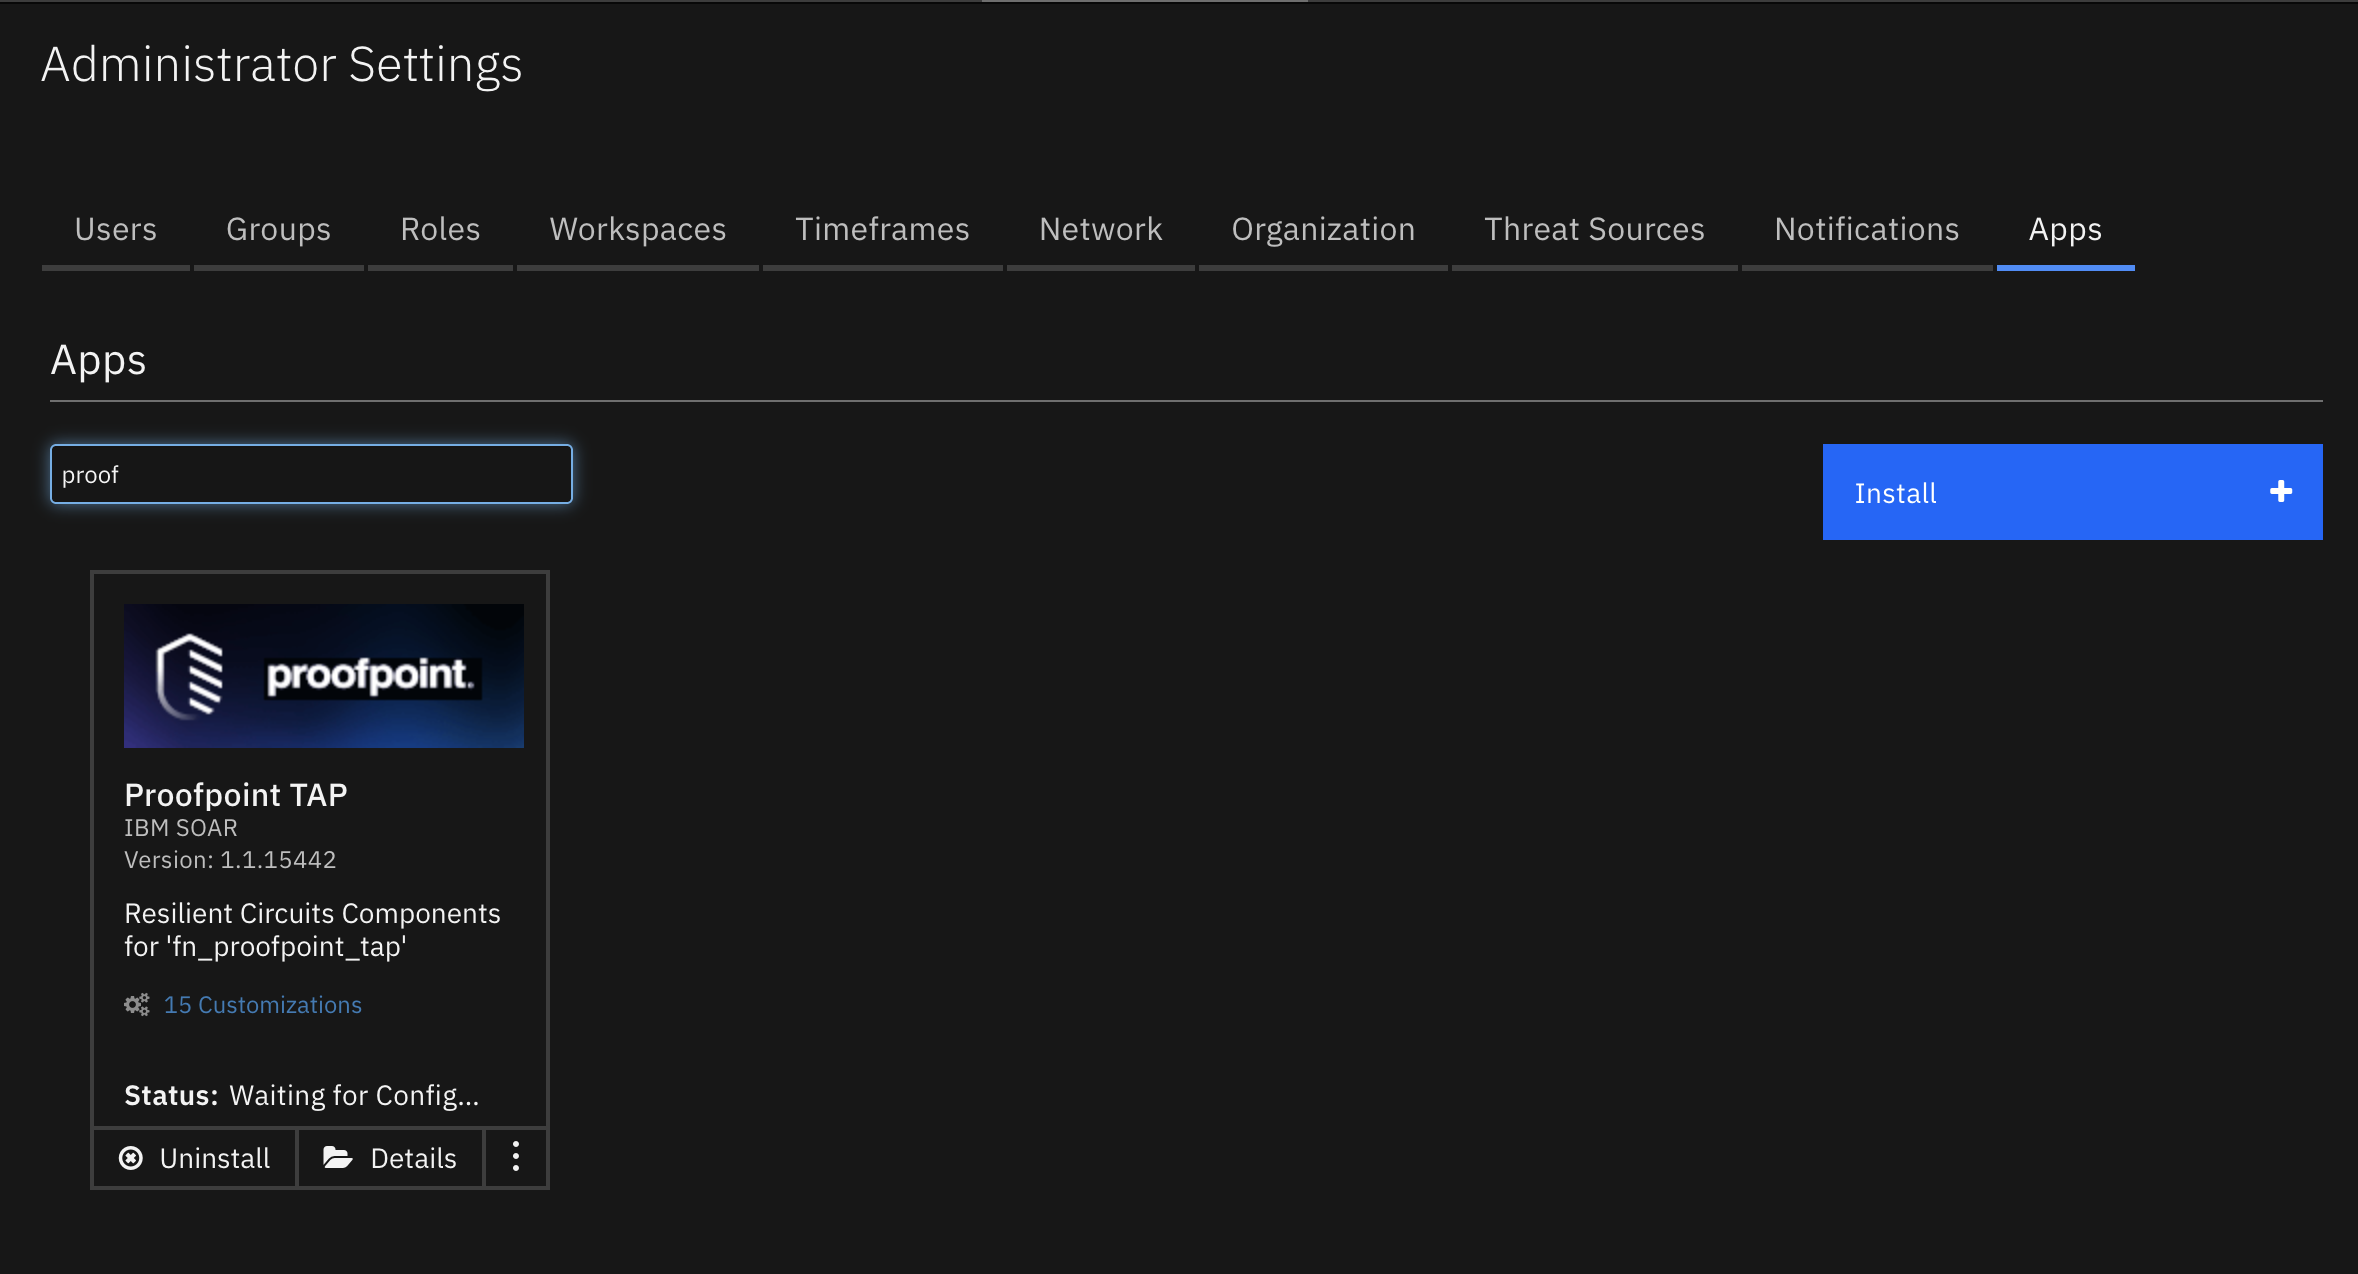 Administrator Settings
Users Groups Roles Workspaces Timeframes Network Organization Threat Sources Notifications Apps
Apps
proof
Install
proofpoint.
Proofpoint TAP
IBM SOAR
Version: 1.1.15442
Resilient Circuits Components
for 'fn_proofpoint_tap'
15 Customizations
Status: Waiting for Config...
Uninstall Details